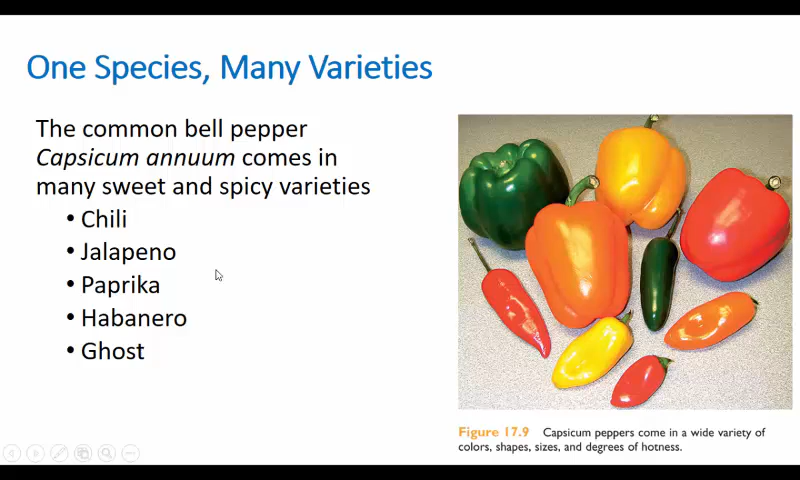 One Species, Many Varieties
The common bell pepper
Capsicum annuum comes in
many sweet and spicy varieties
• Chili
• Jalapeno
• Paprika
• Habanero
• Ghost
Figure 17.9 Capsicum peppers come in a wide variety of
colors, shapes, sizes, and degrees of hotness.